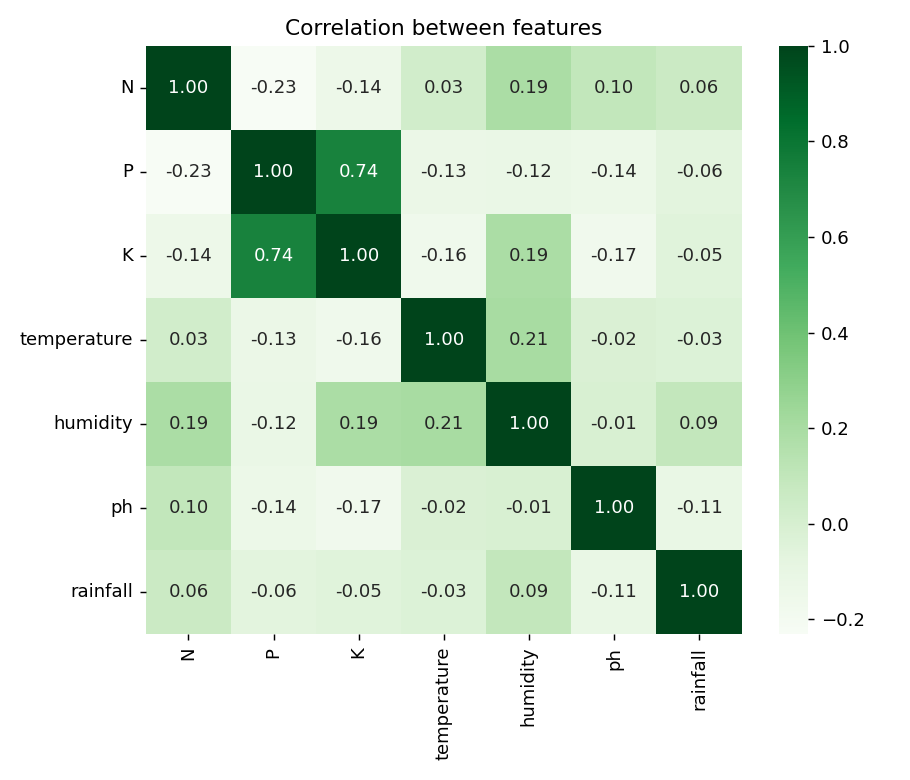 Correlation between features
N 1.00 -0.23 -0.14 0.03 0.19 0.10 0.06
P -0.23 1.00 0.74 -0.13 -0.12 -0.14 -0.06
K -0.14 0.74 1.00 -0.16 0.19 -0.17 -0.05
temperature 0.03 -0.13 -0.16 1.00 0.21 -0.02 -0.03
humidity 0.19 -0.12 0.19 0.21 1.00 -0.01 0.09
ph 0.10 -0.14 -0.17 -0.02 -0.01 1.00 -0.11
rainfall 0.06 -0.06 -0.05 -0.03 0.09 -0.11 1.00
N P K temperature humidity ph rainfall
1.0
0.8
0.6
0.4
0.2
0.0
−0.2